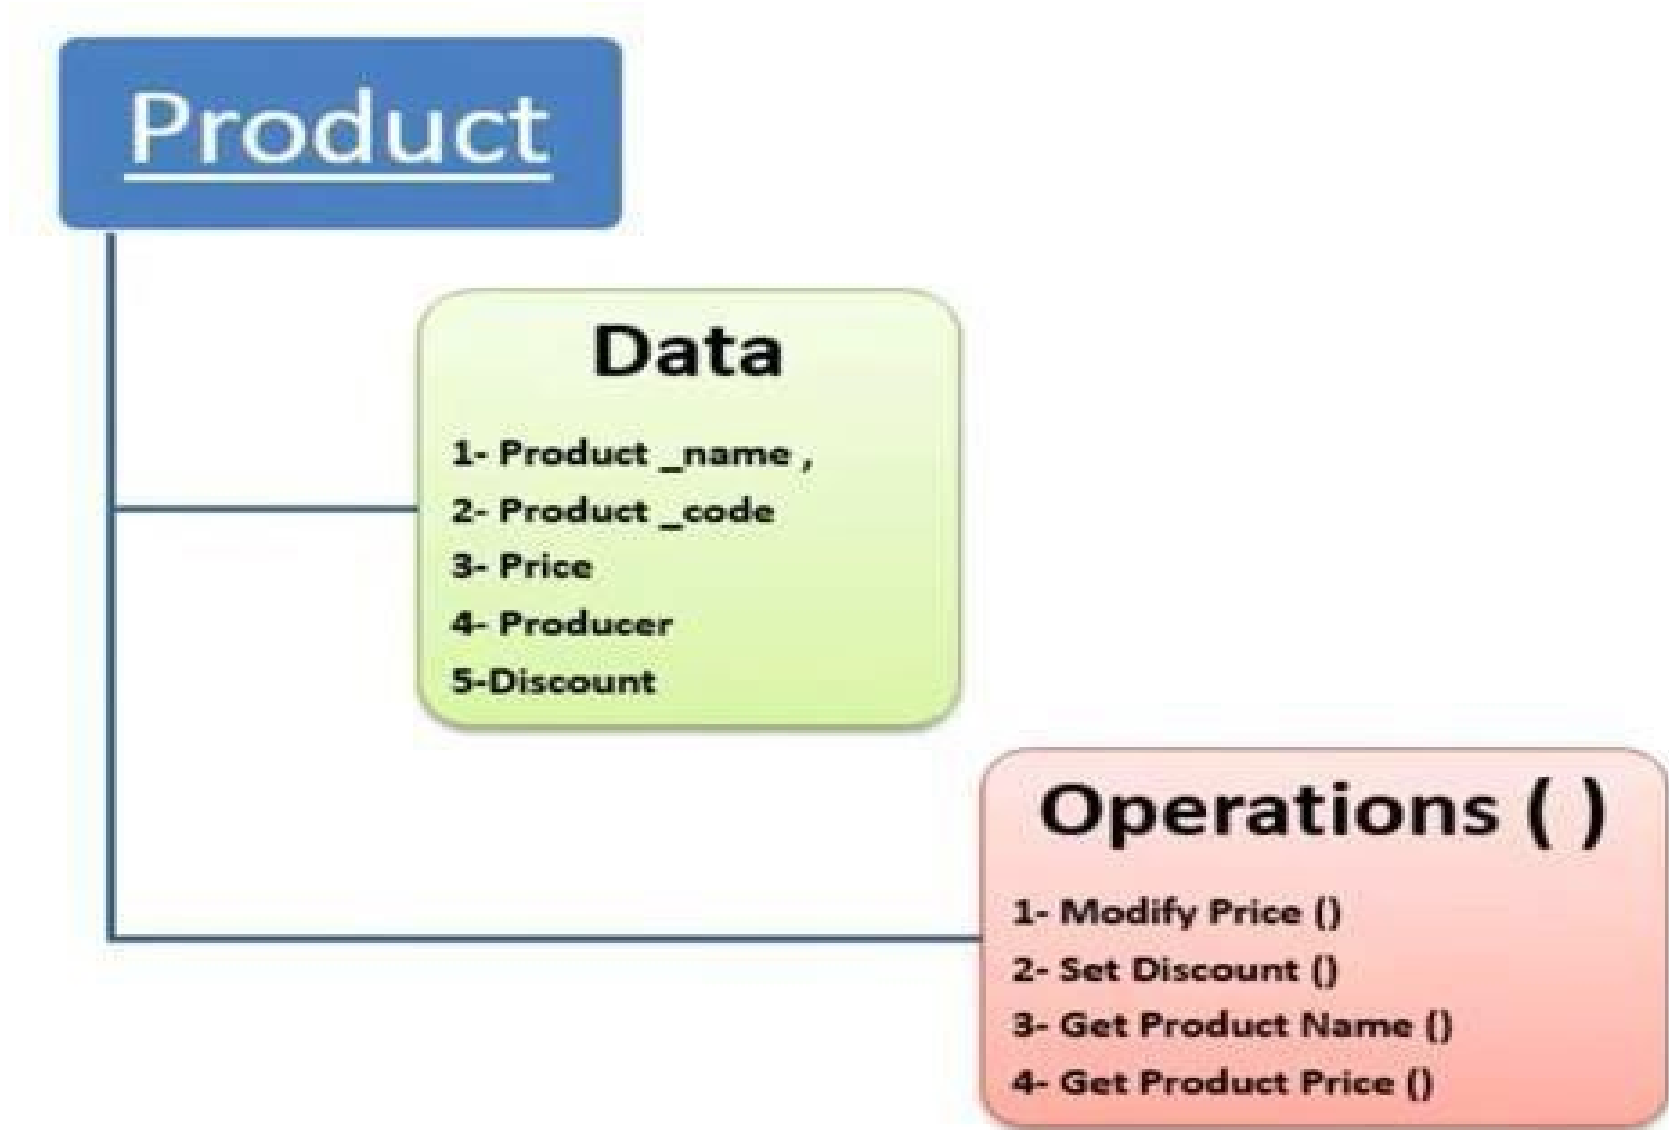 Product
Data
1- Product _name ,
2- Product _code
3- Price
4- Producer
5-Discount
Operations ( )
1- Modify Price ()
2- Set Discount ()
3- Get Product Name ()
4- Get Product Price ()